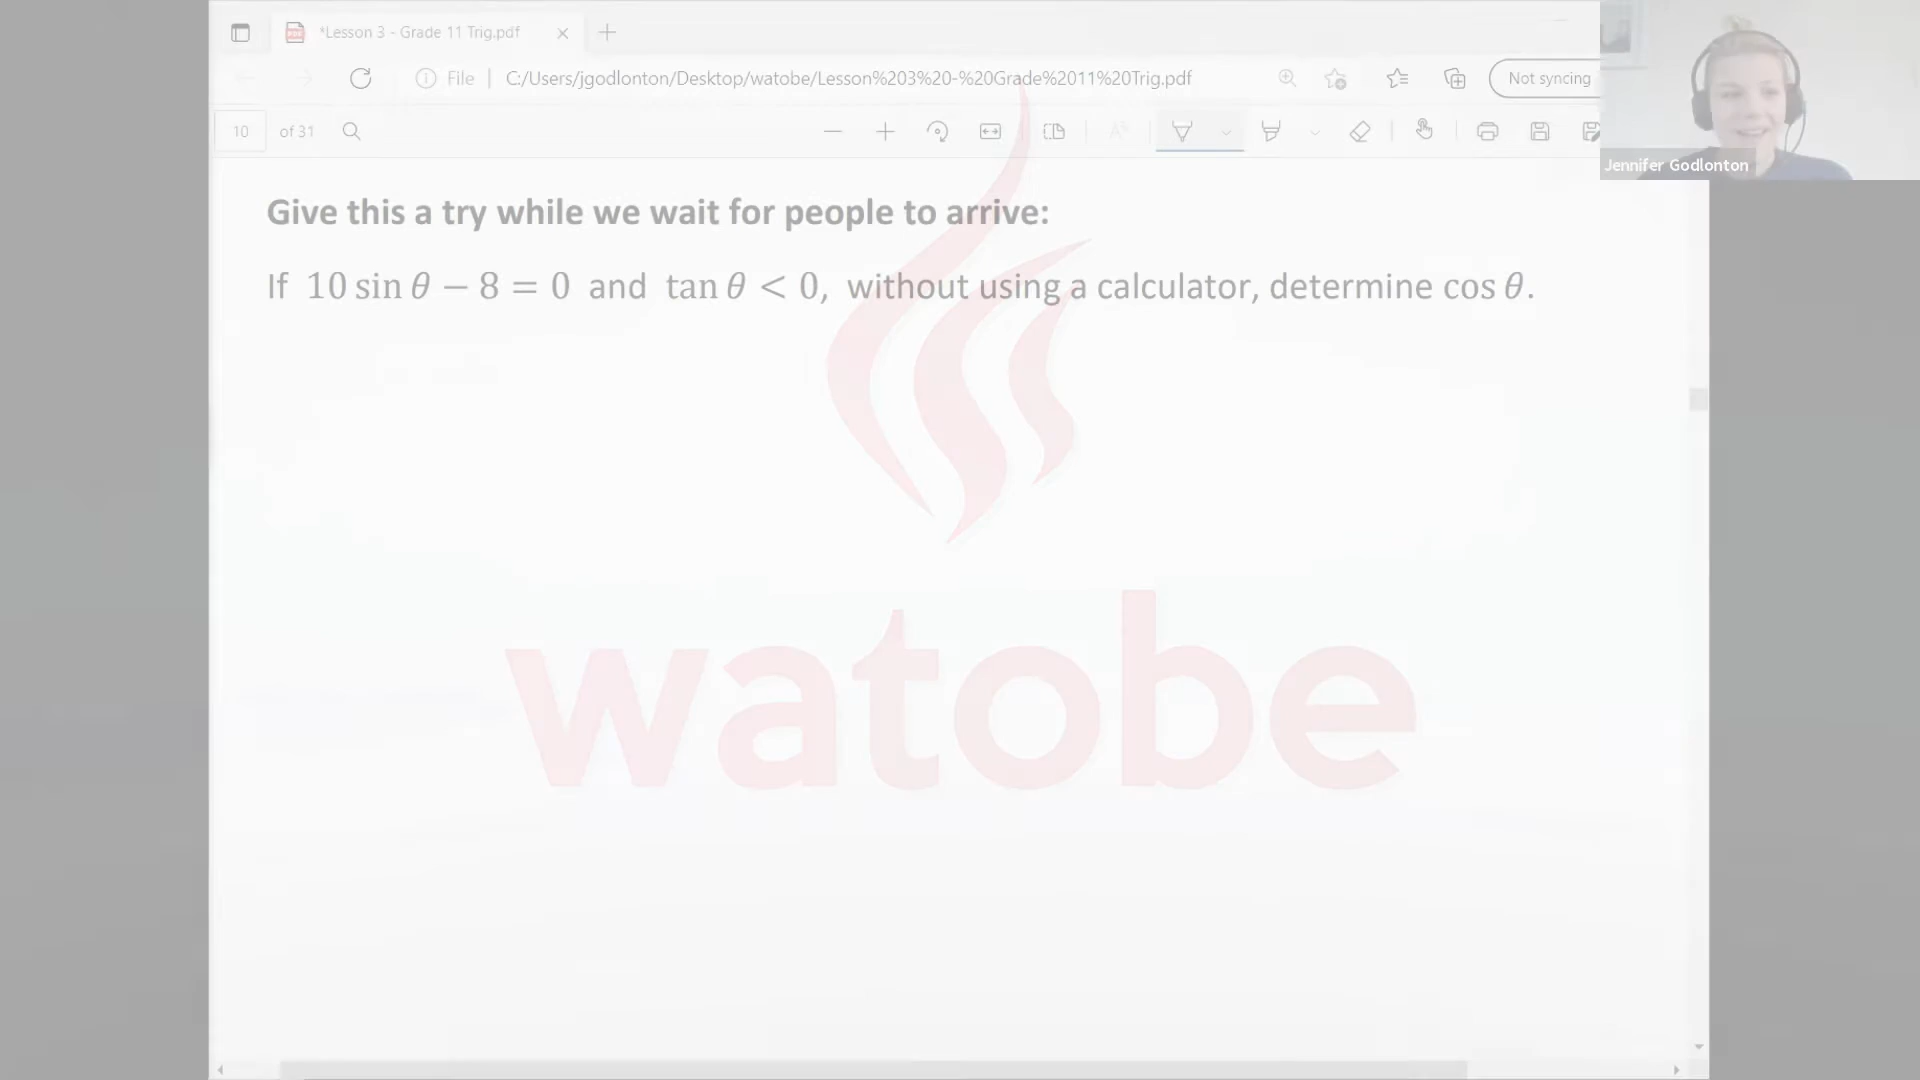 *Lesson 3 - Grade 11 Trig.pdf
File | C:/Users/jgodlonton/Desktop/watobe/Lesson%203%20-%20Grade%2011%20Trig.pdf
Not syncing
10 of 31
Jennifer Godlonton
Give this a try while we wait for people to arrive:
If 10 sin θ − 8 = 0 and tan θ < 0, without using a calculator, determine cos θ.
watobe